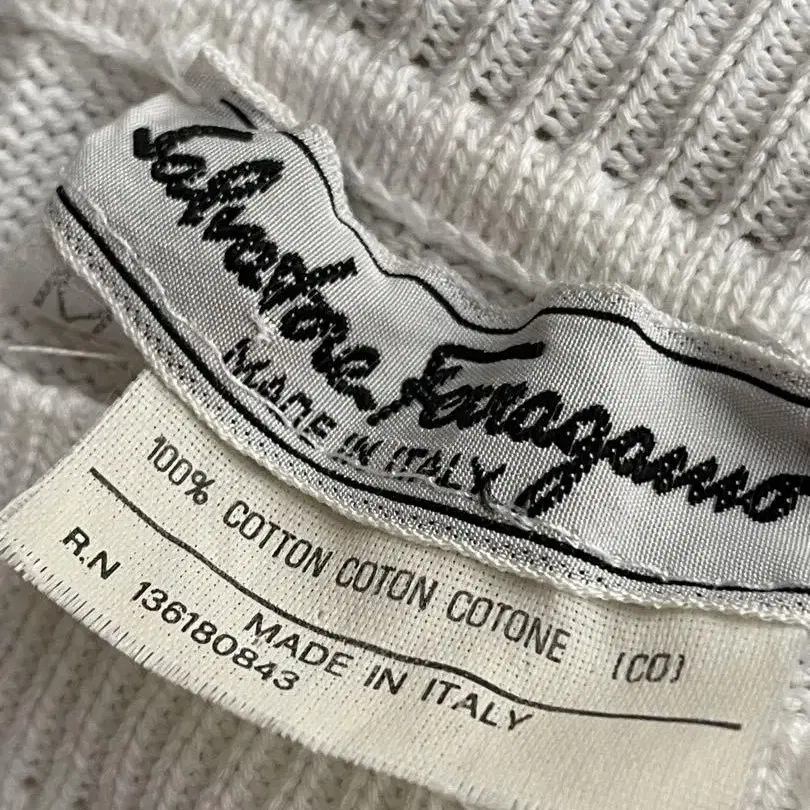 Salvatore Ferragamo
MADE IN ITALY
100% COTTON COTON COTONE (CO)
MADE IN ITALY
R.N 136180843